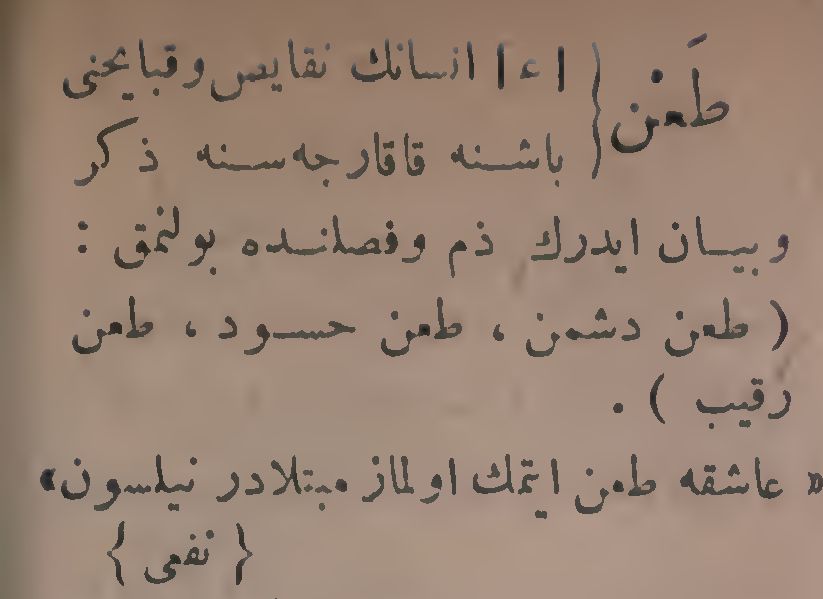 طَعْن { |ع| انسانك نقايص وقبايحنى
باشنه قاقارجه‌سنه ذكر
وبيان ايدرك ذم وفصلنده بولنمق :
( طعن دشمن ، طعن حسود ، طعن
رقيب ) .
« عاشقه طعن ايتمك اولماز مبتلادر نيلسون »
{ نفعى }